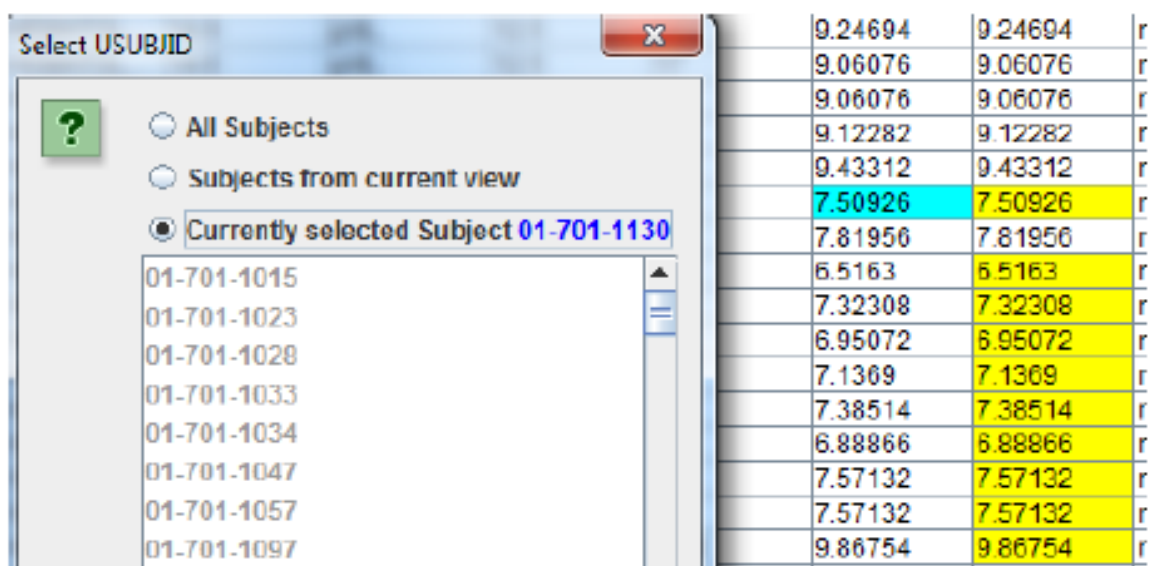 Select USUBJID
x
?
All Subjects
Subjects from current view
Currently selected Subject 01-701-1130
01-701-1015
01-701-1023
01-701-1028
01-701-1033
01-701-1034
01-701-1047
01-701-1057
01-701-1097
9.24694 9.24694 r
9.06076 9.06076 r
9.06076 9.06076 r
9.12282 9.12282 r
9.43312 9.43312 r
7.50926 7.50926 r
7.81956 7.81956 r
6.5163 6.5163 r
7.32308 7.32308 r
6.95072 6.95072 r
7.1369 7.1369 r
7.38514 7.38514 r
6.88866 6.88866 r
7.57132 7.57132 r
7.57132 7.57132 r
9.86754 9.86754 r